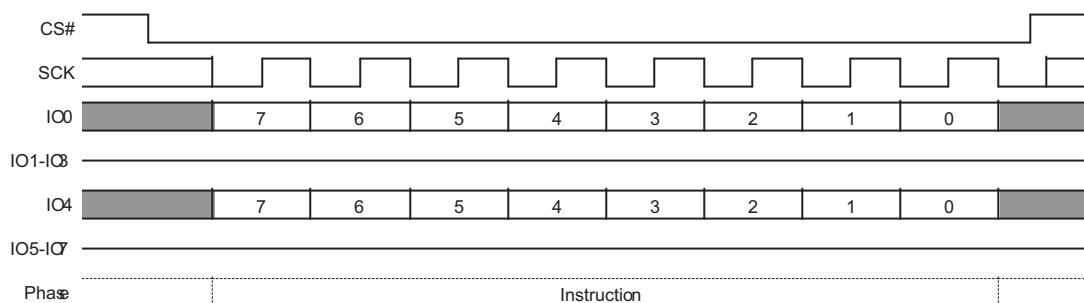 CS#
SCK
IO0 7 6 5 4 3 2 1 0
IO1-IO3
IO4 7 6 5 4 3 2 1 0
IO5-IO7
Phase Instruction